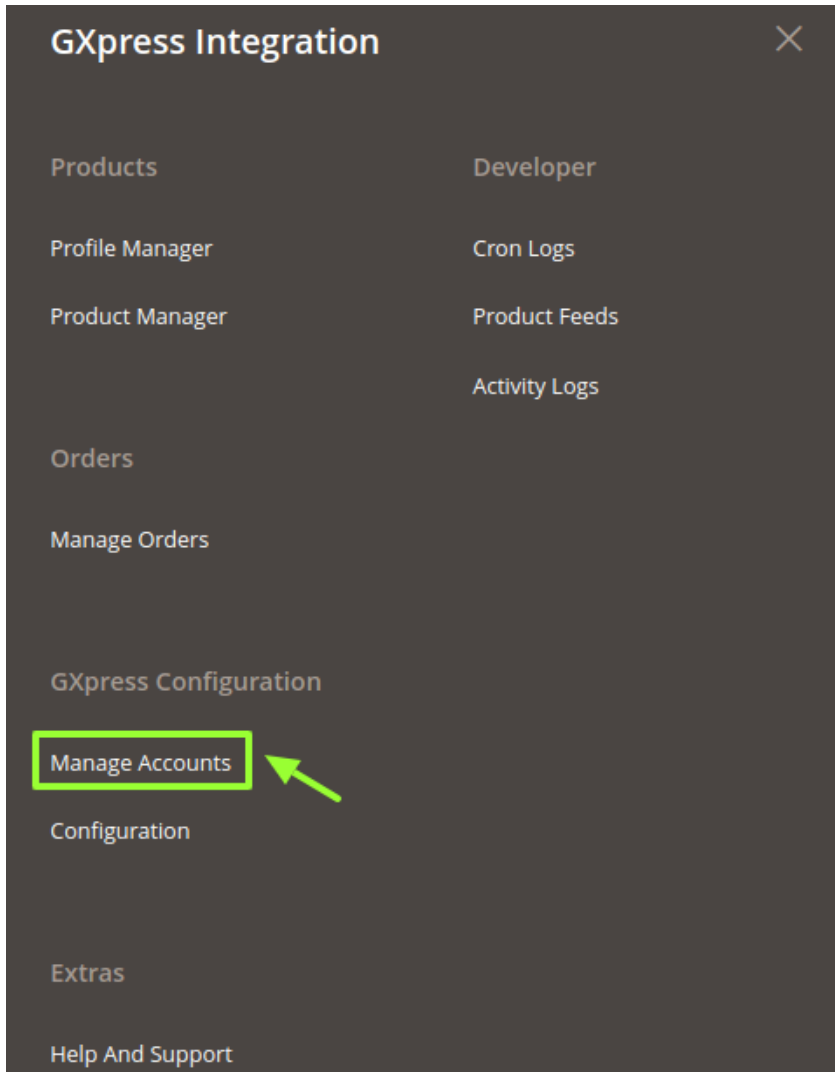 GXpress Integration
Products
Profile Manager
Product Manager
Orders
Manage Orders
GXpress Configuration
Manage Accounts
Configuration
Extras
Help And Support
Developer
Cron Logs
Product Feeds
Activity Logs